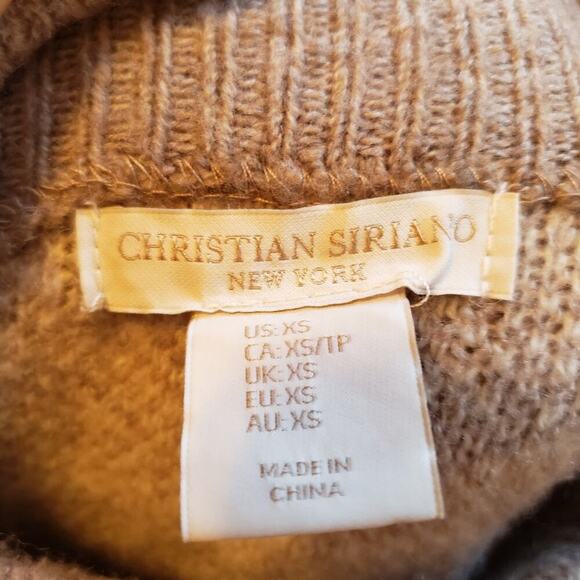 CHRISTIAN SIRIANO
NEW YORK
US: XS
CA: XS/TP
UK: XS
EU: XS
AU: XS
MADE IN
CHINA